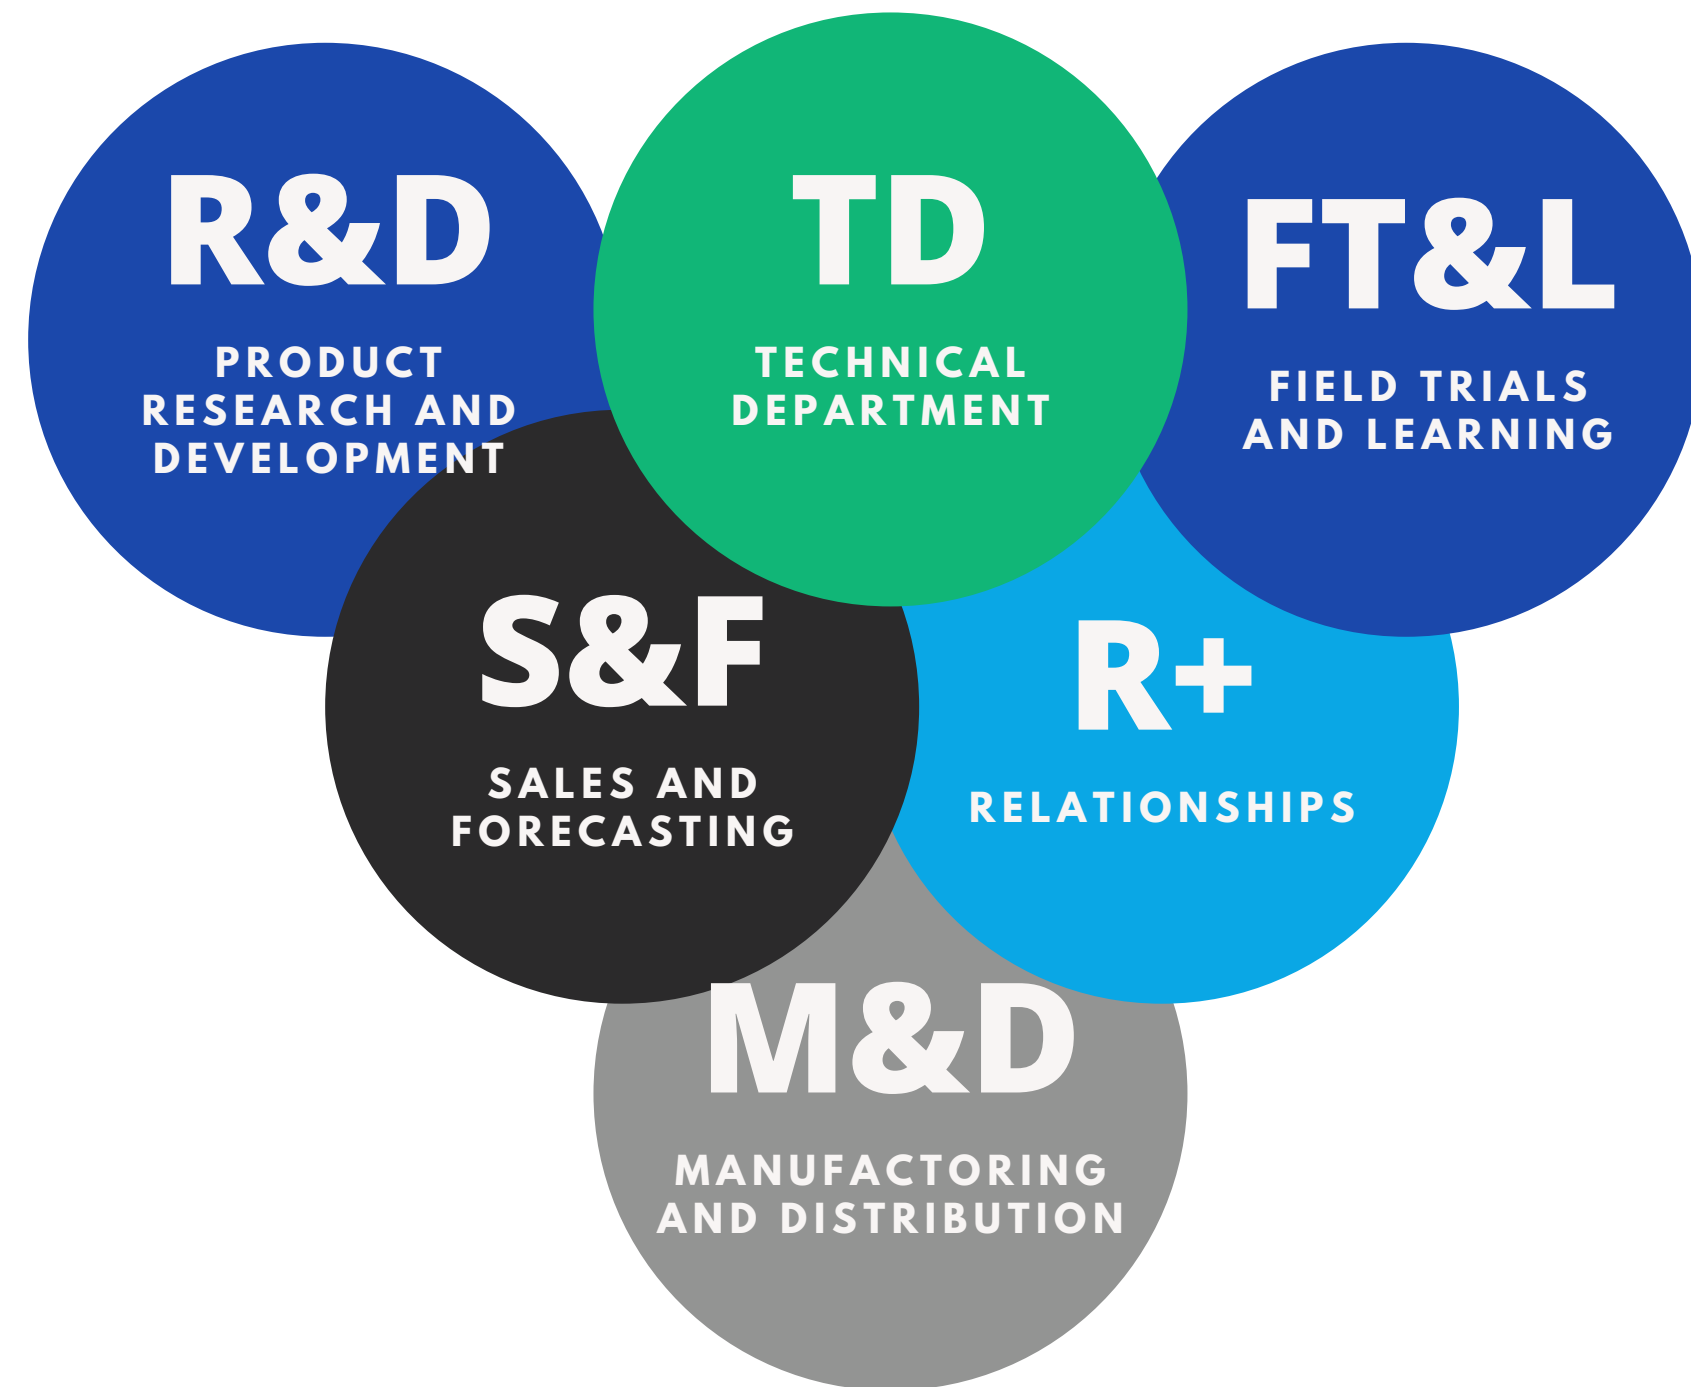 R&D
PRODUCT
RESEARCH AND
DEVELOPMENT
TD
TECHNICAL
DEPARTMENT
FT&L
FIELD TRIALS
AND LEARNING
S&F
SALES AND
FORECASTING
R+
RELATIONSHIPS
M&D
MANUFACTORING
AND DISTRIBUTION